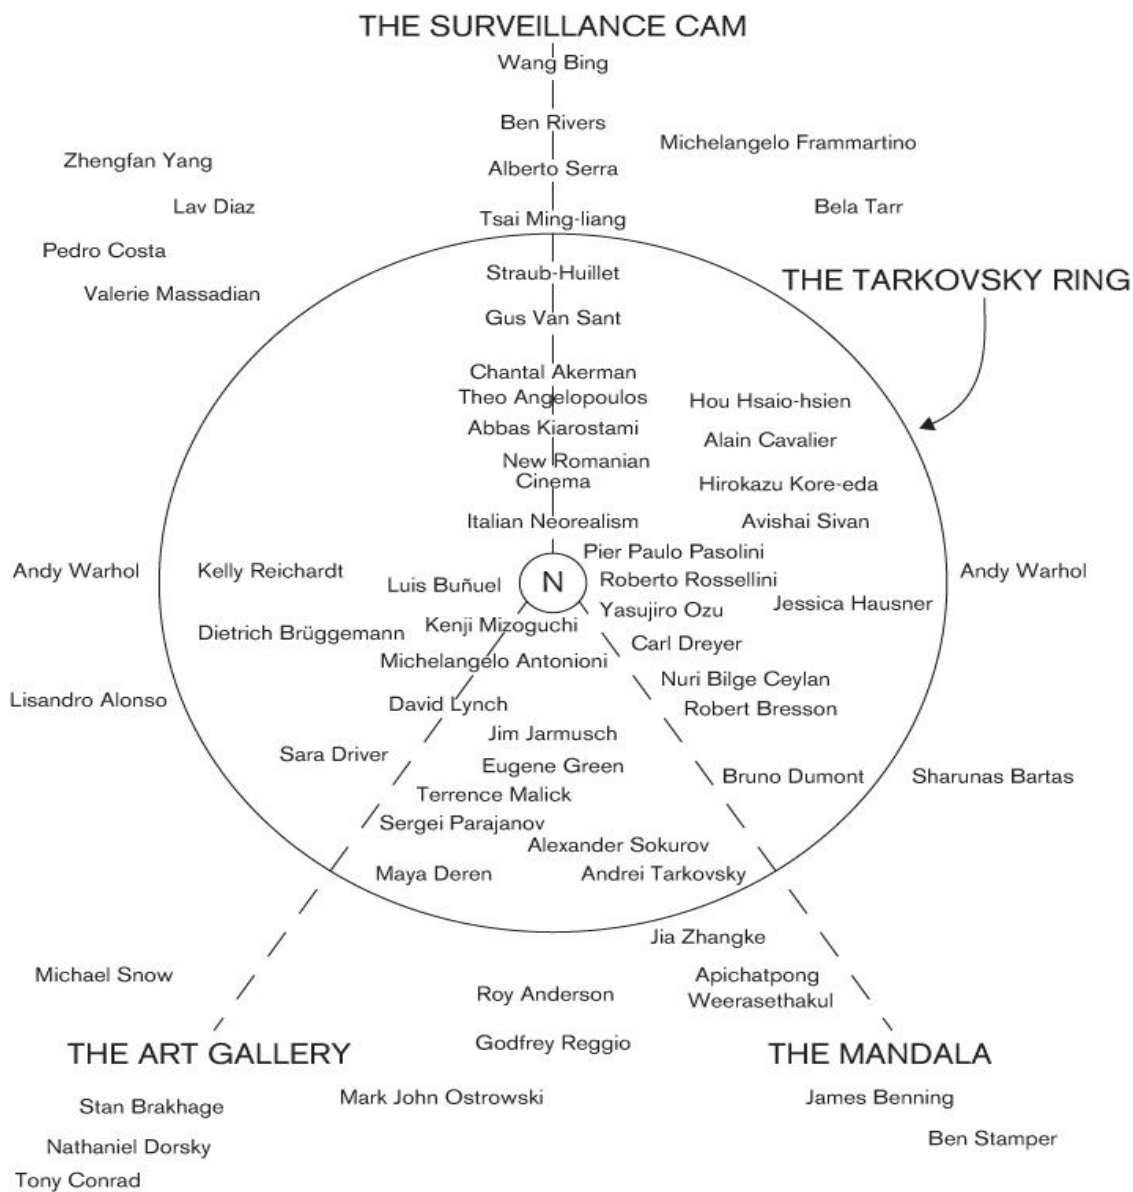 THE SURVEILLANCE CAM
Wang Bing
Ben Rivers
Michelangelo Frammartino
Zhengfan Yang
Alberto Serra
Lav Diaz
Bela Tarr
Tsai Ming-liang
Pedro Costa
Straub-Huillet
THE TARKOVSKY RING
Valerie Massadian
Gus Van Sant
Chantal Akerman
Theo Angelopoulos
Hou Hsaio-hsien
Abbas Kiarostami
Alain Cavalier
New Romanian
Cinema
Hirokazu Kore-eda
Italian Neorealism
Avishai Sivan
Pier Paulo Pasolini
Andy Warhol
Kelly Reichardt
Luis Buñuel
N
Roberto Rossellini
Andy Warhol
Yasujiro Ozu
Jessica Hausner
Dietrich Brüggemann
Kenji Mizoguchi
Carl Dreyer
Michelangelo Antonioni
Nuri Bilge Ceylan
Lisandro Alonso
David Lynch
Robert Bresson
Jim Jarmusch
Sara Driver
Eugene Green
Bruno Dumont
Sharunas Bartas
Terrence Malick
Sergei Parajanov
Alexander Sokurov
Maya Deren
Andrei Tarkovsky
Jia Zhangke
Michael Snow
Apichatpong
Weerasethakul
Roy Anderson
Godfrey Reggio
THE ART GALLERY
THE MANDALA
Stan Brakhage
Mark John Ostrowski
James Benning
Nathaniel Dorsky
Ben Stamper
Tony Conrad